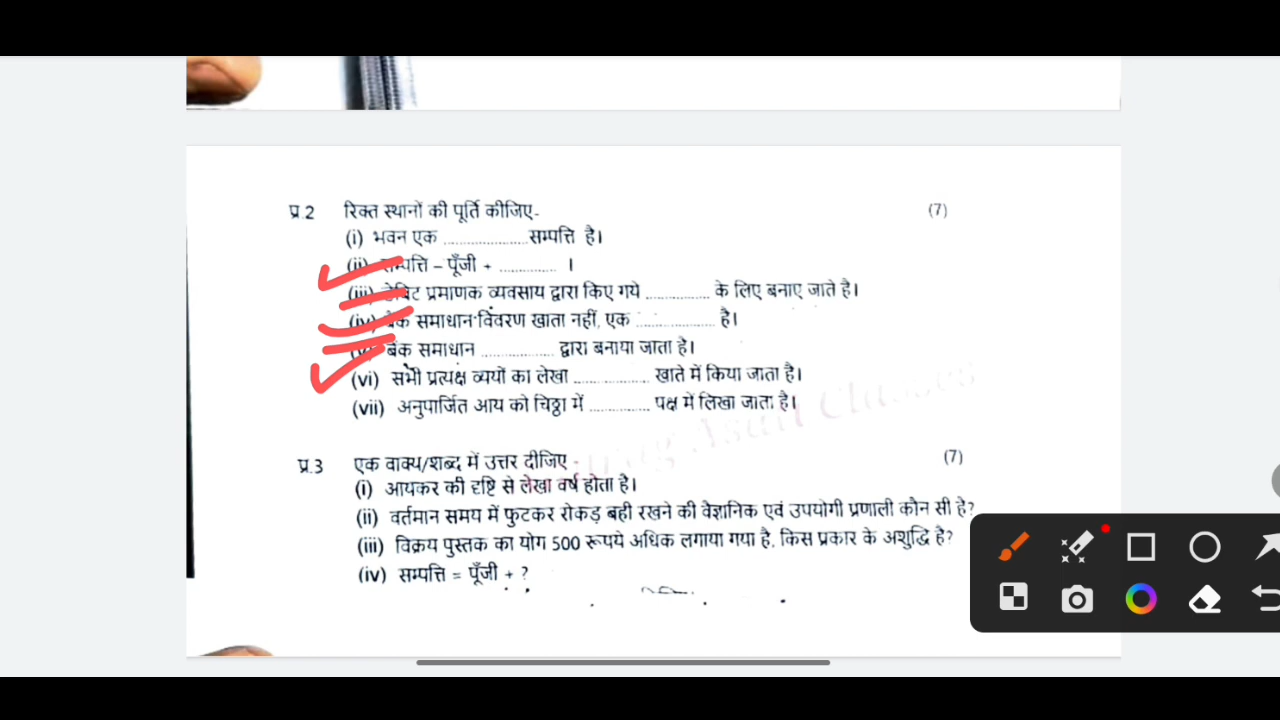 प्र.2 रिक्त स्थानों की पूर्ति कीजिए- (7)
(i) भवन एक ................सम्पत्ति है।
(ii) सम्पत्ति – पूँजी + ........... ।
(iii) डेबिट प्रमाणक व्यवसाय द्वारा किए गये ............ के लिए बनाए जाते है।
(iv) बैंक समाधान विवरण खाता नहीं, एक ............... है।
(v) बैंक समाधान ............. द्वारा बनाया जाता है।
(vi) सभी प्रत्यक्ष व्ययों का लेखा .............. खाते में किया जाता है।
(vii) अनुपार्जित आय को चिठ्ठा में ........... पक्ष में लिखा जाता है।
प्र.3 एक वाक्य/शब्द में उत्तर दीजिए - (7)
(i) आयकर की दृष्टि से लेखा वर्ष होता है।
(ii) वर्तमान समय में फुटकर रोकड़ बही रखने की वैज्ञानिक एवं उपयोगी प्रणाली कौन सी है?
(iii) विक्रय पुस्तक का योग 500 रूपये अधिक लगाया गया है, किस प्रकार के अशुद्धि है?
(iv) सम्पत्ति = पूँजी + ?